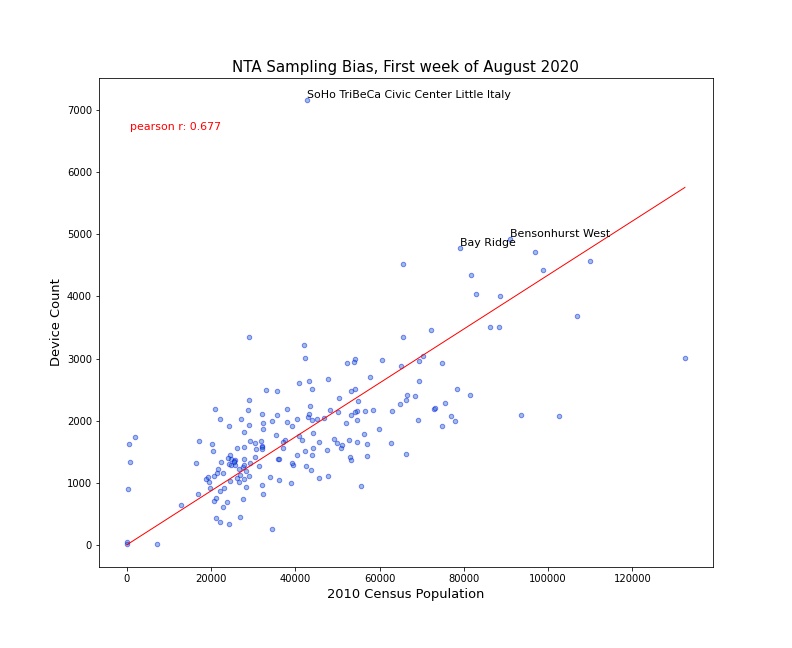 NTA Sampling Bias, First week of August 2020
SoHo TriBeCa Civic Center Little Italy
pearson r: 0.677
Bensonhurst West
Bay Ridge
Device Count
7000
6000
5000
4000
3000
2000
1000
0
0 20000 40000 60000 80000 100000 120000
2010 Census Population